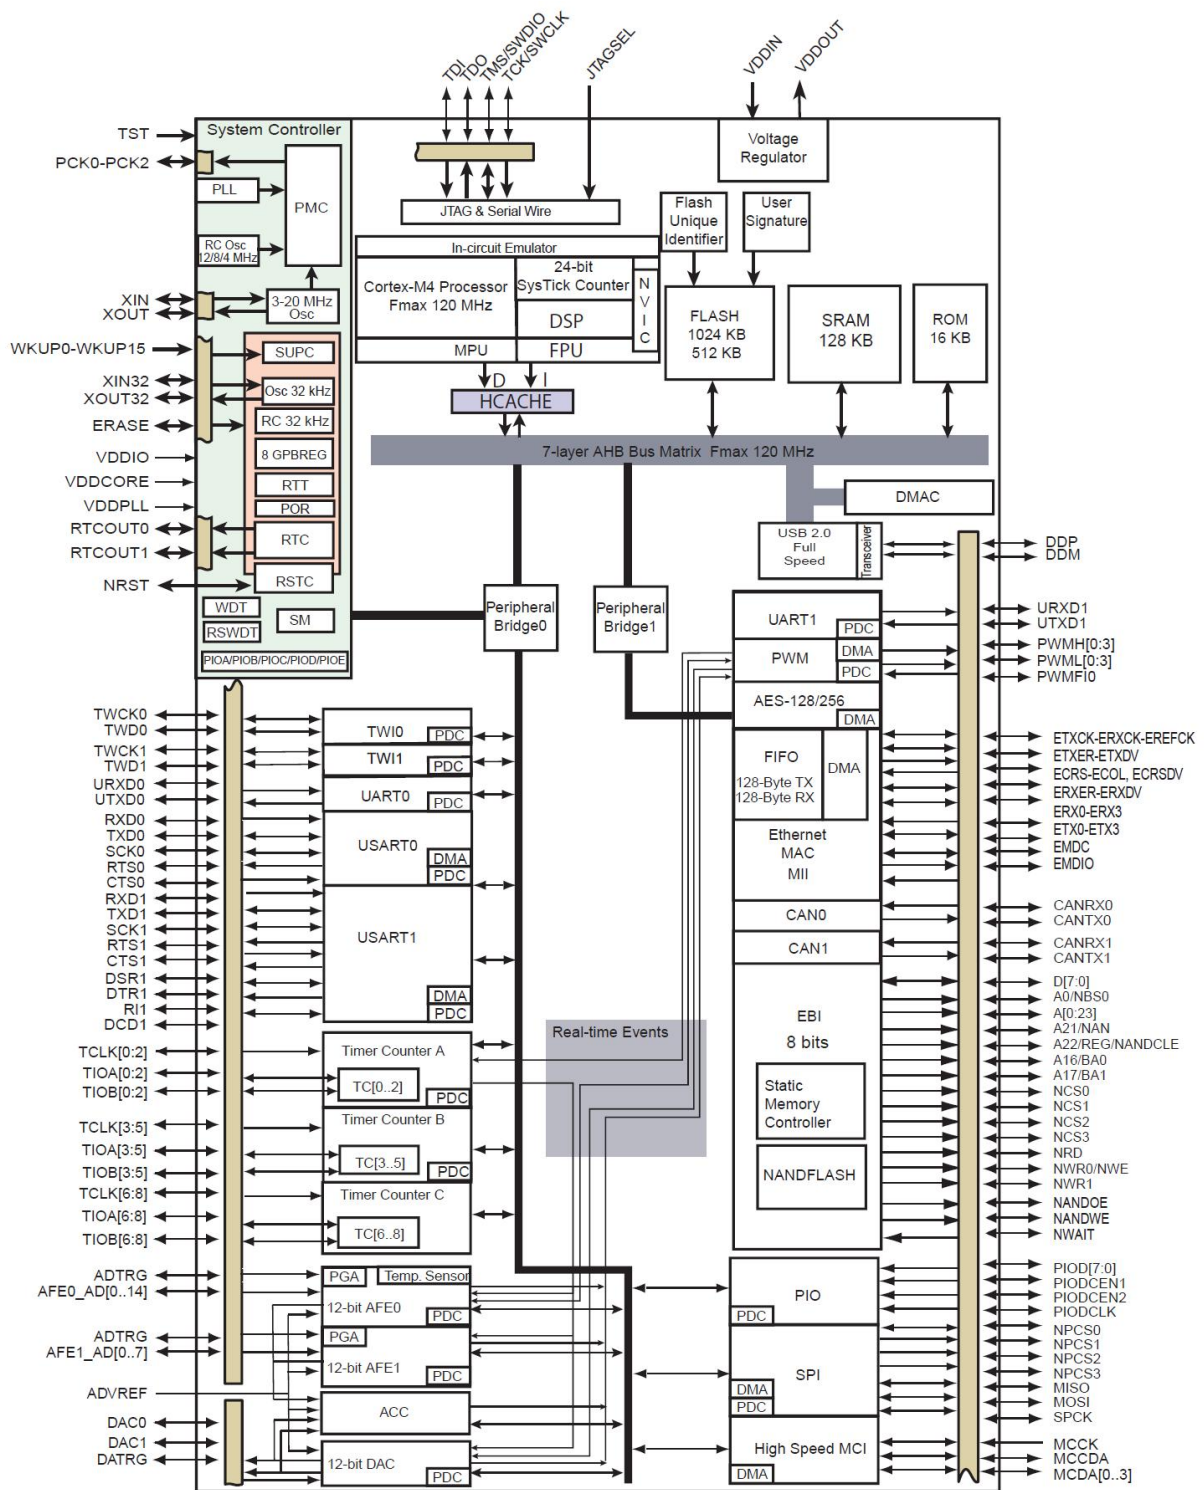 TDI
TDO
TMS/SWDIO
TCK/SWCLK
JTAGSEL
VDDIN
VDDOUT
System Controller
TST
PCK0-PCK2
PLL
PMC
RC Osc
12/8/4 MHz
XIN
XOUT
3-20 MHz
Osc
WKUP0-WKUP15
SUPC
XIN32
XOUT32
Osc 32 kHz
ERASE
RC 32 kHz
VDDIO
8 GPBREG
VDDCORE
RTT
VDDPLL
POR
RTCOUT0
RTCOUT1
RTC
NRST
RSTC
WDT
SM
RSWDT
PIOA/PIOB/PIOC/PIOD/PIOE
JTAG & Serial Wire
Voltage
Regulator
Flash
Unique
Identifier
User
Signature
In-circuit Emulator
Cortex-M4 Processor
Fmax 120 MHz
24-bit
SysTick Counter
DSP
N
V
I
C
MPU
FPU
FLASH
1024 KB
512 KB
SRAM
128 KB
ROM
16 KB
D
I
HCACHE
7-layer AHB Bus Matrix Fmax 120 MHz
DMAC
USB 2.0
Full
Speed
Transceiver
DDP
DDM
Peripheral
Bridge0
Peripheral
Bridge1
UART1
PDC
URXD1
UTXD1
PWM
DMA
PDC
PWMH[0:3]
PWML[0:3]
PWMFI0
AES-128/256
DMA
TWCK0
TWD0
TWI0
PDC
TWCK1
TWD1
TWI1
PDC
URXD0
UTXD0
UART0
PDC
RXD0
TXD0
SCK0
RTS0
CTS0
USART0
DMA
PDC
RXD1
TXD1
SCK1
RTS1
CTS1
DSR1
DTR1
RI1
DCD1
USART1
DMA
PDC
FIFO
128-Byte TX
128-Byte RX
DMA
Ethernet
MAC
MII
ETXCK-ERXCK-EREFCK
ETXER-ETXDV
ECRS-ECOL, ECRSDV
ERXER-ERXDV
ERX0-ERX3
ETX0-ETX3
EMDC
EMDIO
CAN0
CANRX0
CANTX0
CAN1
CANRX1
CANTX1
EBI
8 bits
Static
Memory
Controller
NANDFLASH
D[7:0]
A0/NBS0
A[0:23]
A21/NAN
A22/REG/NANDCLE
A16/BA0
A17/BA1
NCS0
NCS1
NCS2
NCS3
NRD
NWR0/NWE
NWR1
NANDOE
NANDWE
NWAIT
Real-time Events
TCLK[0:2]
TIOA[0:2]
TIOB[0:2]
Timer Counter A
TC[0..2]
PDC
TCLK[3:5]
TIOA[3:5]
TIOB[3:5]
Timer Counter B
TC[3..5]
PDC
TCLK[6:8]
TIOA[6:8]
TIOB[6:8]
Timer Counter C
TC[6..8]
ADTRG
AFE0_AD[0..14]
PGA
Temp. Sensor
12-bit AFE0
PDC
ADTRG
AFE1_AD[0..7]
PGA
12-bit AFE1
PDC
ADVREF
ACC
DAC0
DAC1
DATRG
12-bit DAC
PDC
PIO
PDC
PIOD[7:0]
PIODCEN1
PIODCEN2
PIODCLK
SPI
DMA
PDC
NPCS0
NPCS1
NPCS2
NPCS3
MISO
MOSI
SPCK
High Speed MCI
DMA
MCCK
MCCDA
MCDA[0..3]